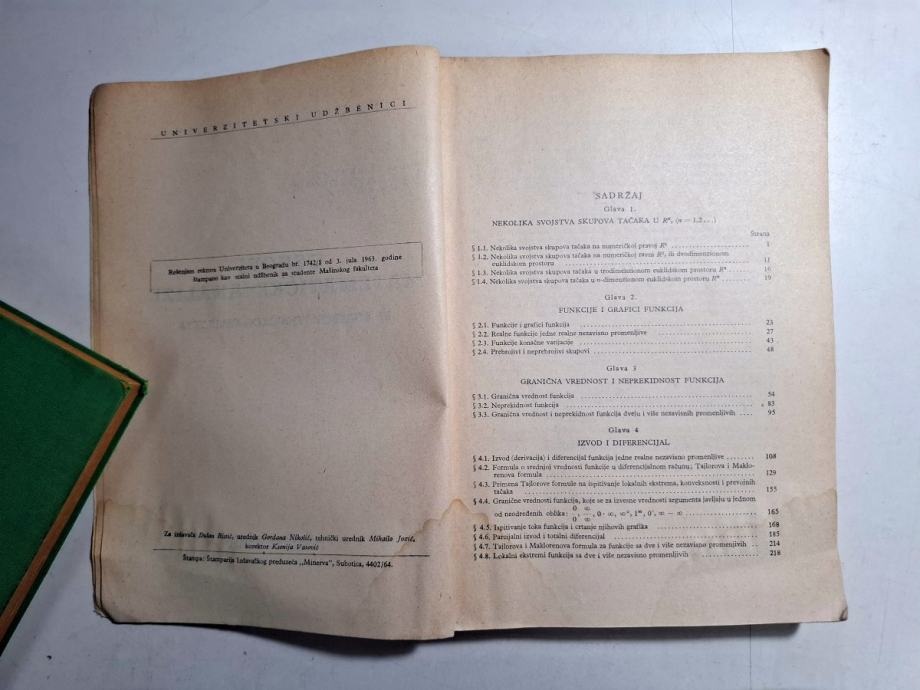 UNIVERZITETSKI UDŽBENICI
Rešenjem rektora Univerziteta u Beogradu br. 1742/1 od 3. jula 1963. godine
štampano kao stalni udžbenik za studente Mašinskog fakulteta
Za izdavača Dušan Bisić, urednik Gordana Nikolić, tehnički urednik Mihailo Jović,
korektor Ksenija Vasović
Štampa: Štamparija Izdavačkog preduzeća „Minerva", Subotica, 4402/64.
SADRŽAJ
Glava 1.
NEKOLIKA SVOJSTVA SKUPOVA TAČAKA U Rⁿ, (n = 1,2...)
Strana
§ 1.1. Nekolika svojstva skupova tačaka na numeričkoj pravoj R¹ 1
§ 1.2. Nekolika svojstva skupova tačaka na numeričkoj ravni R², ili dvodimenzionom
euklidskom prostoru 11
§ 1.3. Nekolika svojstva skupova tačaka u trodimenzionom euklidskom prostoru R³ 16
§ 1.4. Nekolika svojstva skupova tačaka u n-dimenzionom euklidskom prostoru Rⁿ 19
Glava 2.
FUNKCIJE I GRAFICI FUNKCIJA
§ 2.1. Funkcije i grafici funkcija 23
§ 2.2. Realne funkcije jedne realne nezavisno promenljive 27
§ 2.3. Funkcije konačne varijacije 43
§ 2.4. Prebrojivi i neprebrojivi skupovi 48
Glava 3
GRANIČNA VREDNOST I NEPREKIDNOST FUNKCIJA
§ 3.1. Granična vrednost funkcija 54
§ 3.2. Neprekidnost funkcija 83
§ 3.3. Granična vrednost i neprekidnost funkcija dveju i više nezavisnih promenljivih 95
Glava 4
IZVOD I DIFERENCIJAL
§ 4.1. Izvod (derivacija) i diferencijal funkcija jedne realne nezavisno promenljive 108
§ 4.2. Formula o srednjoj vrednosti funkcije u diferencijalnom računu; Tajlorova i Maklo-
renova formula 129
§ 4.3. Primena Tajlorove formule na ispitivanje lokalnih ekstrema, konveksnosti i prevojnih
tačaka 155
§ 4.4. Granične vrednosti funkcija, koje se za izvesne vrednosti argumenta javljaju u jednom
od neodređenih oblika: 0/0, ∞/∞, 0·∞, ∞⁰, 1^∞, 0⁰, ∞ − ∞ 165
§ 4.5. Ispitivanje toka funkcija i crtanje njihovih grafika 168
§ 4.6. Parcijalni izvod i totalni diferencijal 185
§ 4.7. Tajlorova i Maklorenova formula za funkcije sa dve i više nezavisno promenljivih 214
§ 4.8. Lokalni ekstremi funkcija sa dve i više nezavisno promenljivih 218